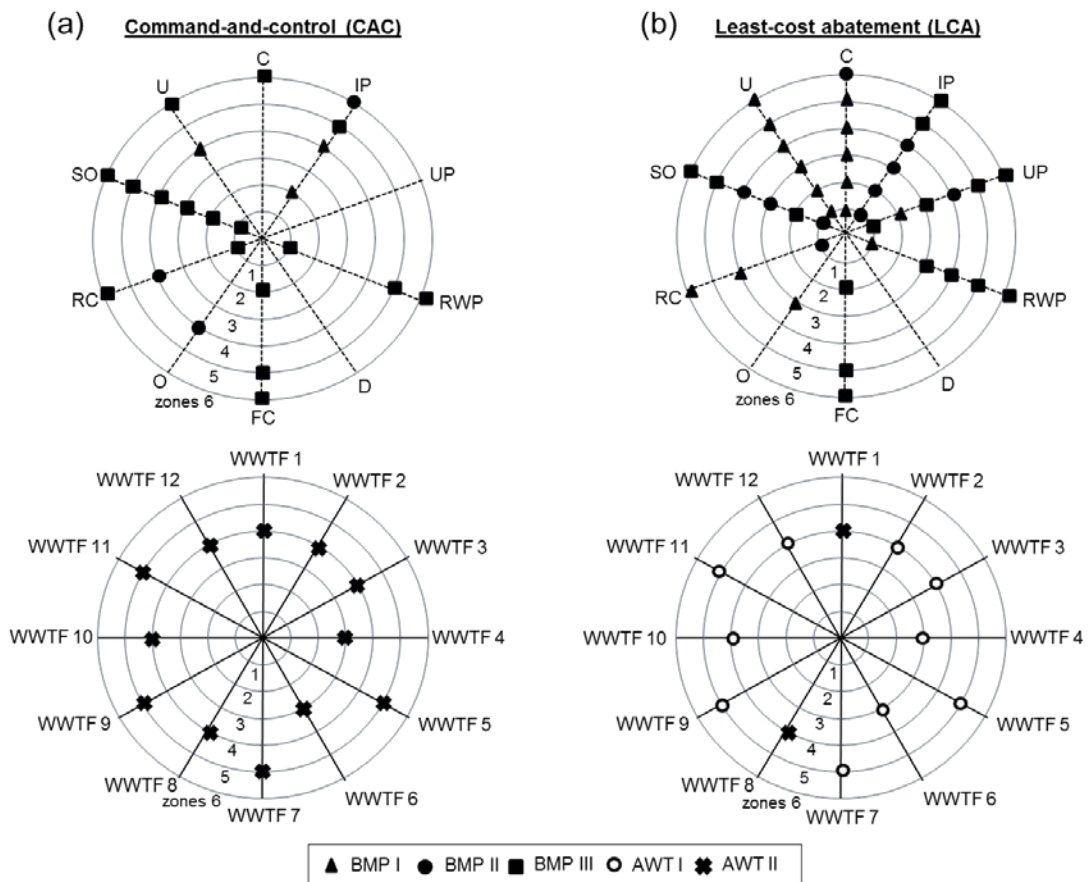 (a) Command-and-control (CAC)
C
U
IP
SO
UP
RC
RWP
O
D
FC
1
2
3
4
5
zones 6
(b) Least-cost abatement (LCA)
C
U
IP
SO
UP
RC
RWP
O
D
FC
1
2
3
4
5
zones 6
WWTF 1
WWTF 12
WWTF 2
WWTF 11
WWTF 3
WWTF 10
WWTF 4
WWTF 9
WWTF 5
WWTF 8
WWTF 6
WWTF 7
1
2
3
4
5
zones 6
WWTF 1
WWTF 12
WWTF 2
WWTF 11
WWTF 3
WWTF 10
WWTF 4
WWTF 9
WWTF 5
WWTF 8
WWTF 6
WWTF 7
1
2
3
4
5
zones 6
BMP I BMP II BMP III AWT I AWT II